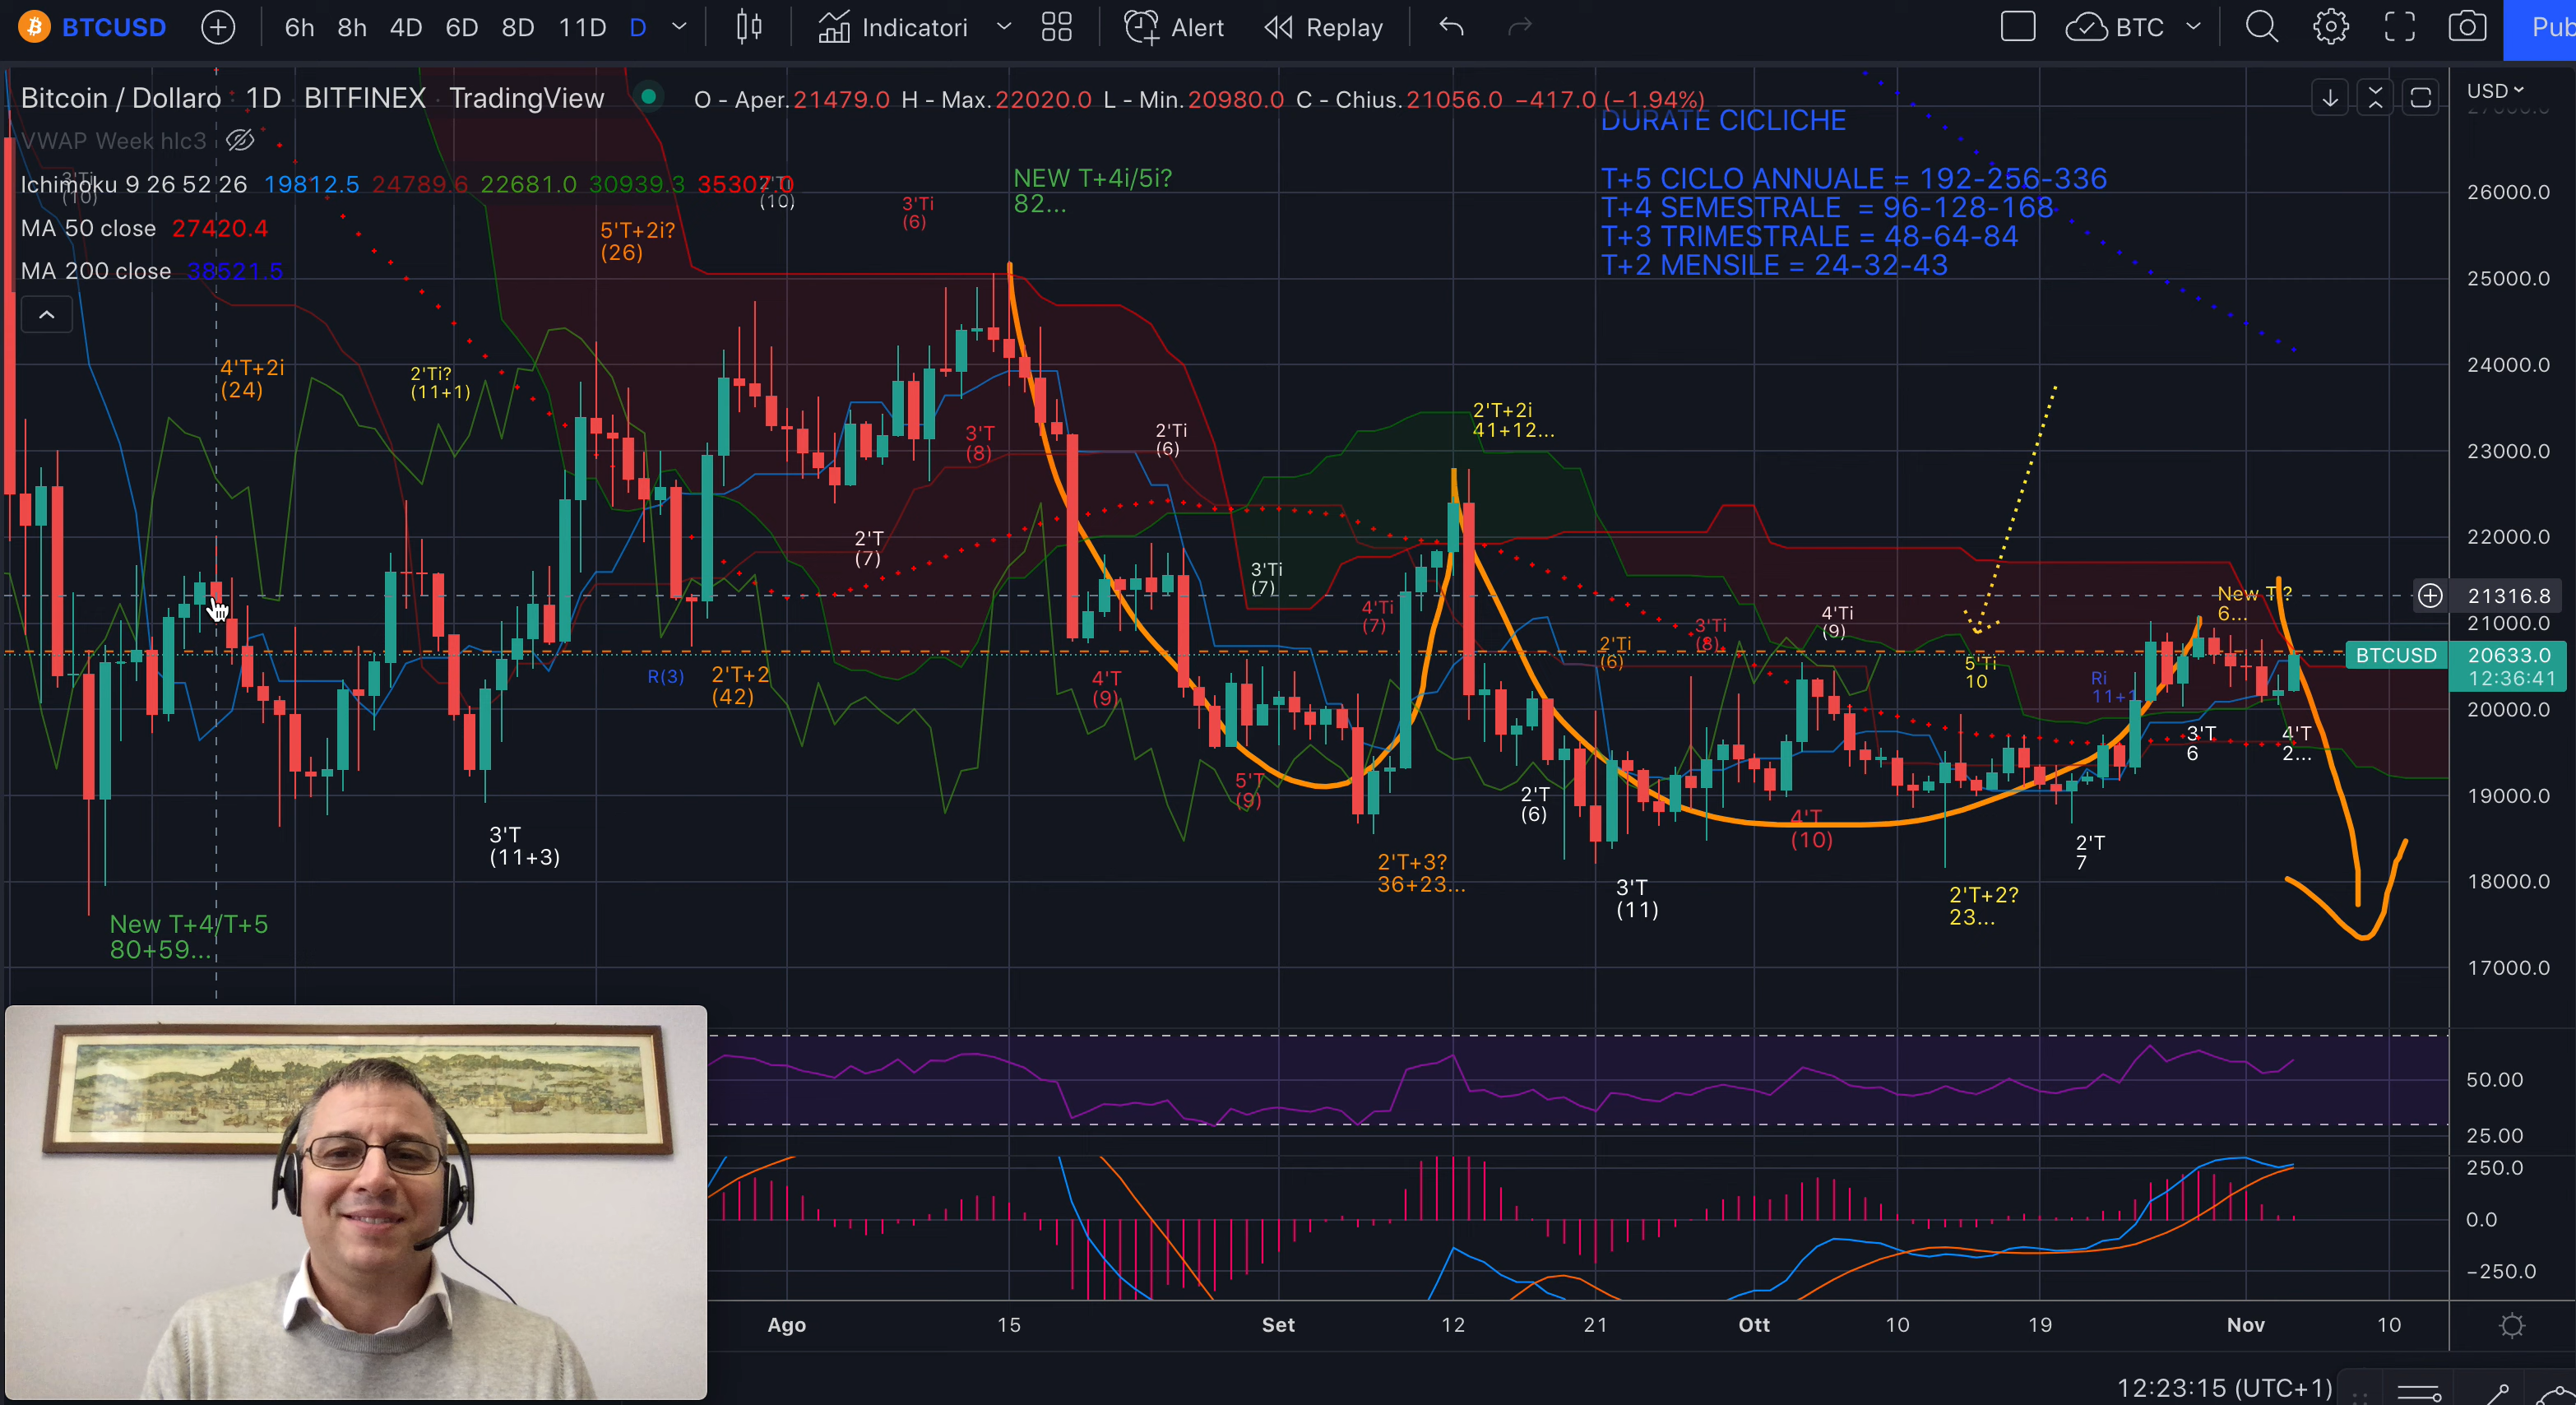 BTCUSD 6h 8h 4D 6D 8D 11D D Indicatori Alert Replay BTC Pub
Bitcoin / Dollaro 1D BITFINEX TradingView O - Aper.21479.0 H - Max.22020.0 L - Min.20980.0 C - Chius.21056.0 −417.0 (−1.94%)
USD
VWAP Week hlc3
Ichimoku 9 26 52 26 19812.5 24789.6 22681.0 30939.3 35307.0
MA 50 close 27420.4
MA 200 close 38521.5
3'Ti
(10)
(10)
3'Ti
(6)
NEW T+4i/5i?
82...
DURATE CICLICHE
T+5 CICLO ANNUALE = 192-256-336
T+4 SEMESTRALE = 96-128-168
T+3 TRIMESTRALE = 48-64-84
T+2 MENSILE = 24-32-43
5'T+2i?
(26)
4'T+2i
(24)
2'Ti?
(11+1)
3'T
(8)
2'Ti
(6)
2'T+2i
41+12...
2'T
(7)
3'Ti
(7)
4'Ti
(7)
2'Ti
(6)
3'Ti
(8)
4'Ti
(9)
5'Ti
10
New T ?
6...
Ri
11+1
R(3)
2'T+2
(42)
4'T
(9)
5'T
(9)
3'T
(11+3)
2'T
(6)
4'T
(10)
3'T
6
4'T
2...
2'T
7
2'T+3?
36+23...
3'T
(11)
2'T+2?
23...
New T+4/T+5
80+59...
27000.0
26000.0
25000.0
24000.0
23000.0
22000.0
21316.8
21000.0
BTCUSD 20633.0
12:36:41
20000.0
19000.0
18000.0
17000.0
50.00
25.00
250.0
0.0
−250.0
Ago 15 Set 12 21 Ott 10 19 Nov 10
12:23:15 (UTC+1)